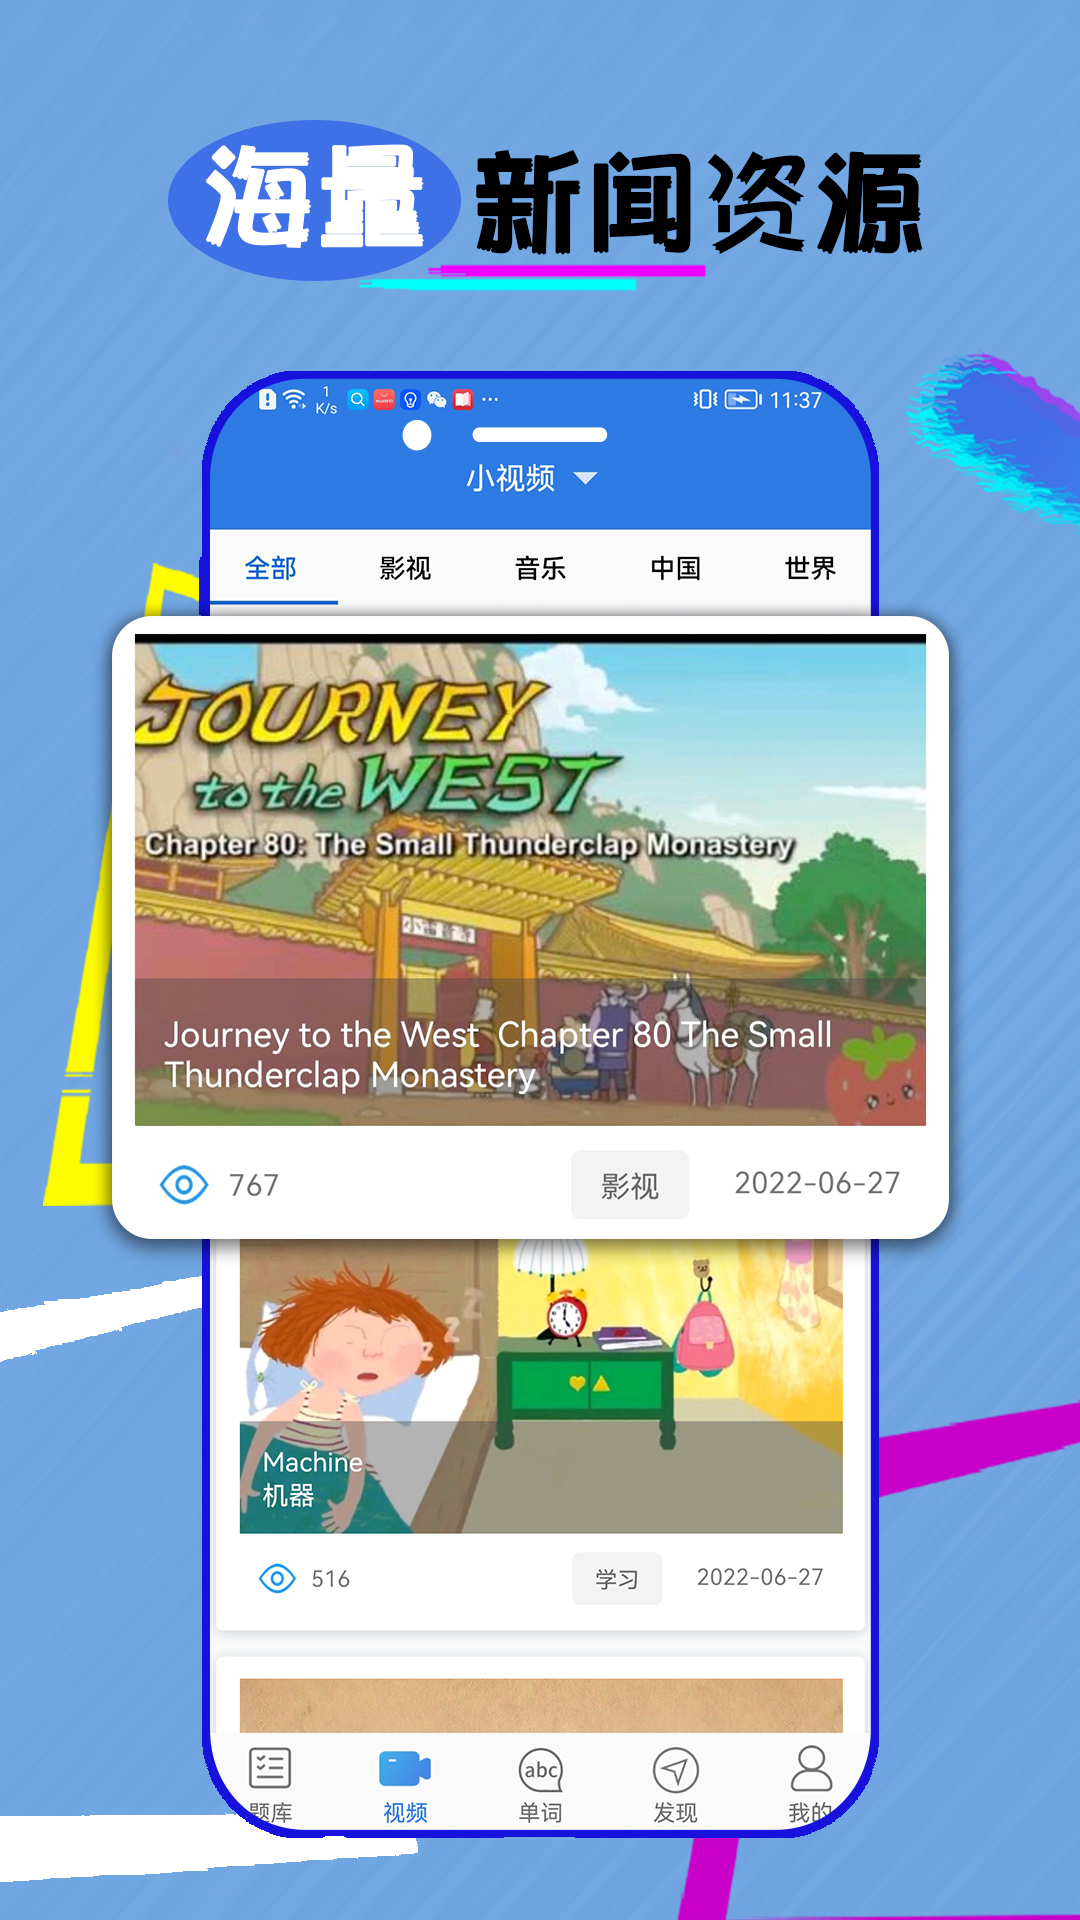 海量新闻资源
1
K/s
HUAWEI
11:37
小视频
全部 影视 音乐 中国 世界
JOURNEY
to the WEST
Chapter 80: The Small Thunderclap Monastery
Journey to the West Chapter 80 The Small
Thunderclap Monastery
767 影视 2022-06-27
z
z
z
Machine
机器
516 学习 2022-06-27
abc
题库 视频 单词 发现 我的